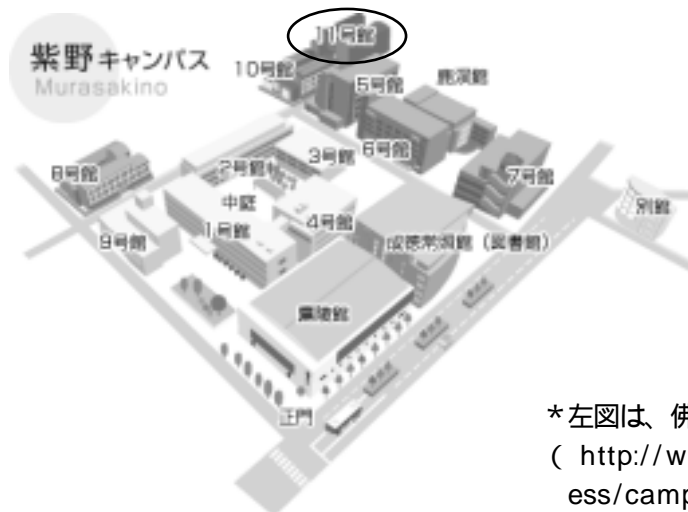 紫野キャンパス
Murasakino
11号館
10号館
5号館
鹿渓館
3号館
6号館
8号館
2号館
7号館
中庭
別館
1号館
4号館
9号館
成徳常照館(図書館)
鷹陵館
正門
*左図は、佛
( http://w
ess/camp